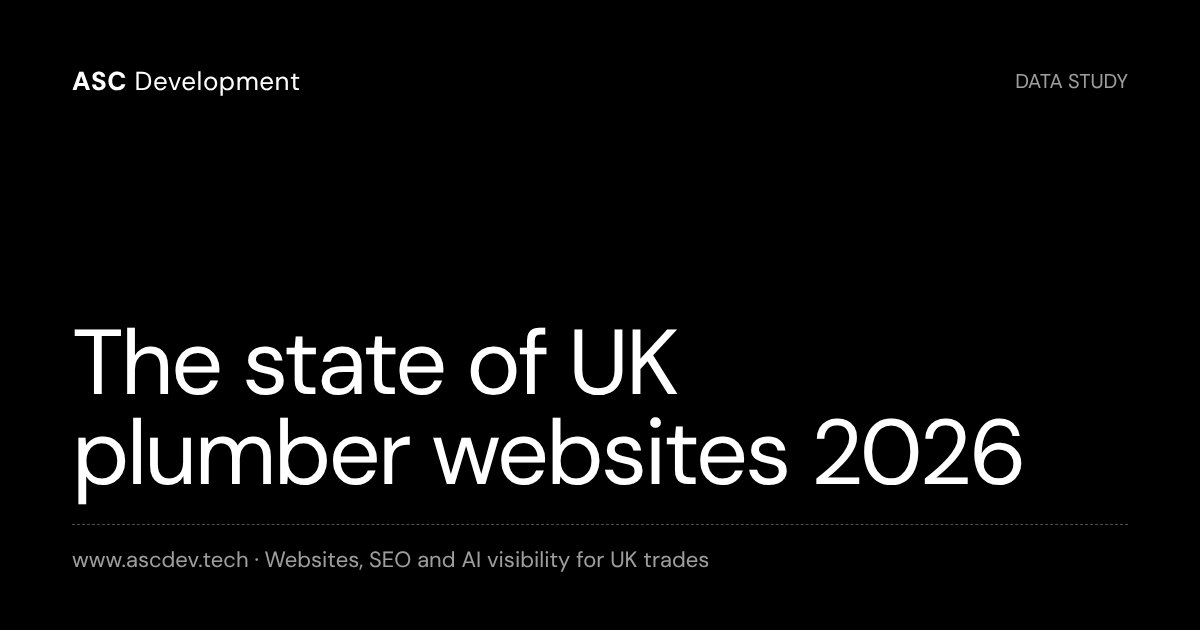 ASC Development
DATA STUDY
The state of UK
plumber websites 2026
www.ascdev.tech · Websites, SEO and AI visibility for UK trades